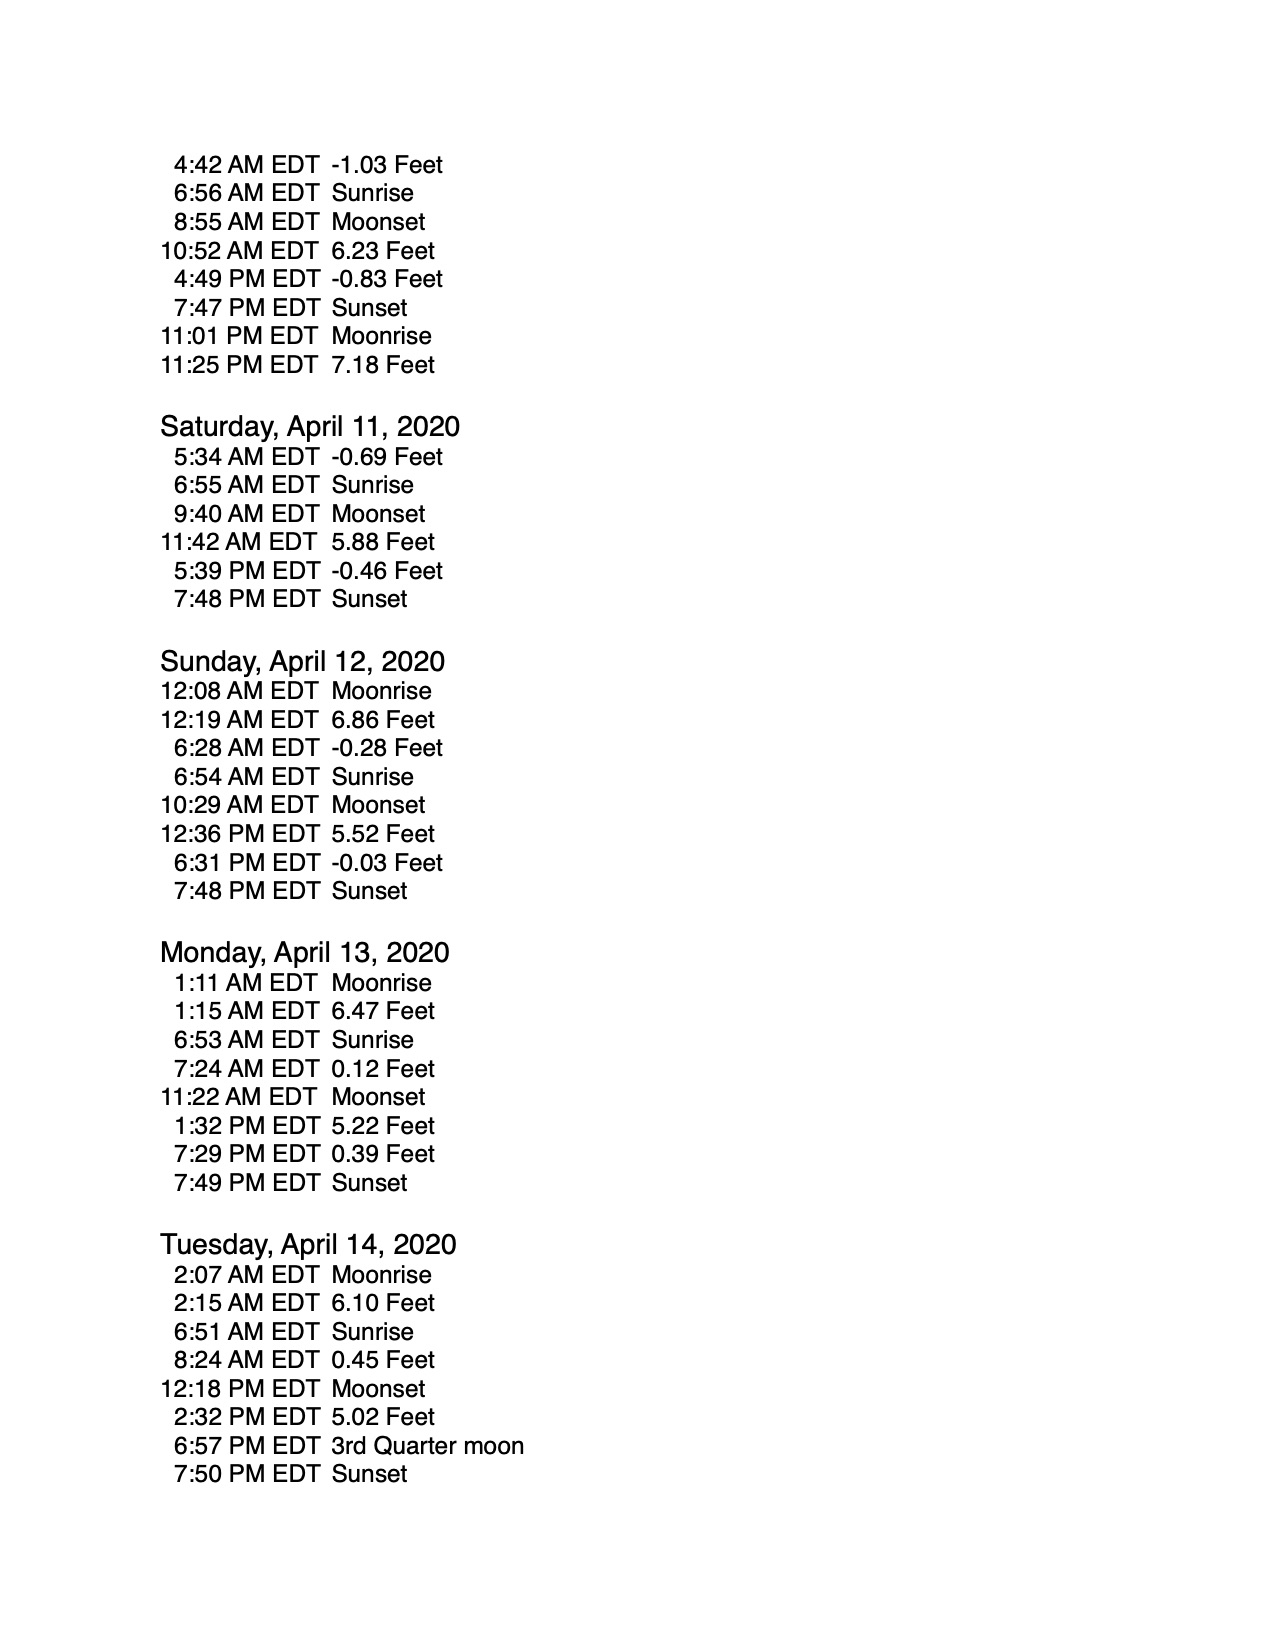 4:42 AM EDT -1.03 Feet
6:56 AM EDT Sunrise
8:55 AM EDT Moonset
10:52 AM EDT 6.23 Feet
4:49 PM EDT -0.83 Feet
7:47 PM EDT Sunset
11:01 PM EDT Moonrise
11:25 PM EDT 7.18 Feet
Saturday, April 11, 2020
5:34 AM EDT -0.69 Feet
6:55 AM EDT Sunrise
9:40 AM EDT Moonset
11:42 AM EDT 5.88 Feet
5:39 PM EDT -0.46 Feet
7:48 PM EDT Sunset
Sunday, April 12, 2020
12:08 AM EDT Moonrise
12:19 AM EDT 6.86 Feet
6:28 AM EDT -0.28 Feet
6:54 AM EDT Sunrise
10:29 AM EDT Moonset
12:36 PM EDT 5.52 Feet
6:31 PM EDT -0.03 Feet
7:48 PM EDT Sunset
Monday, April 13, 2020
1:11 AM EDT Moonrise
1:15 AM EDT 6.47 Feet
6:53 AM EDT Sunrise
7:24 AM EDT 0.12 Feet
11:22 AM EDT Moonset
1:32 PM EDT 5.22 Feet
7:29 PM EDT 0.39 Feet
7:49 PM EDT Sunset
Tuesday, April 14, 2020
2:07 AM EDT Moonrise
2:15 AM EDT 6.10 Feet
6:51 AM EDT Sunrise
8:24 AM EDT 0.45 Feet
12:18 PM EDT Moonset
2:32 PM EDT 5.02 Feet
6:57 PM EDT 3rd Quarter moon
7:50 PM EDT Sunset